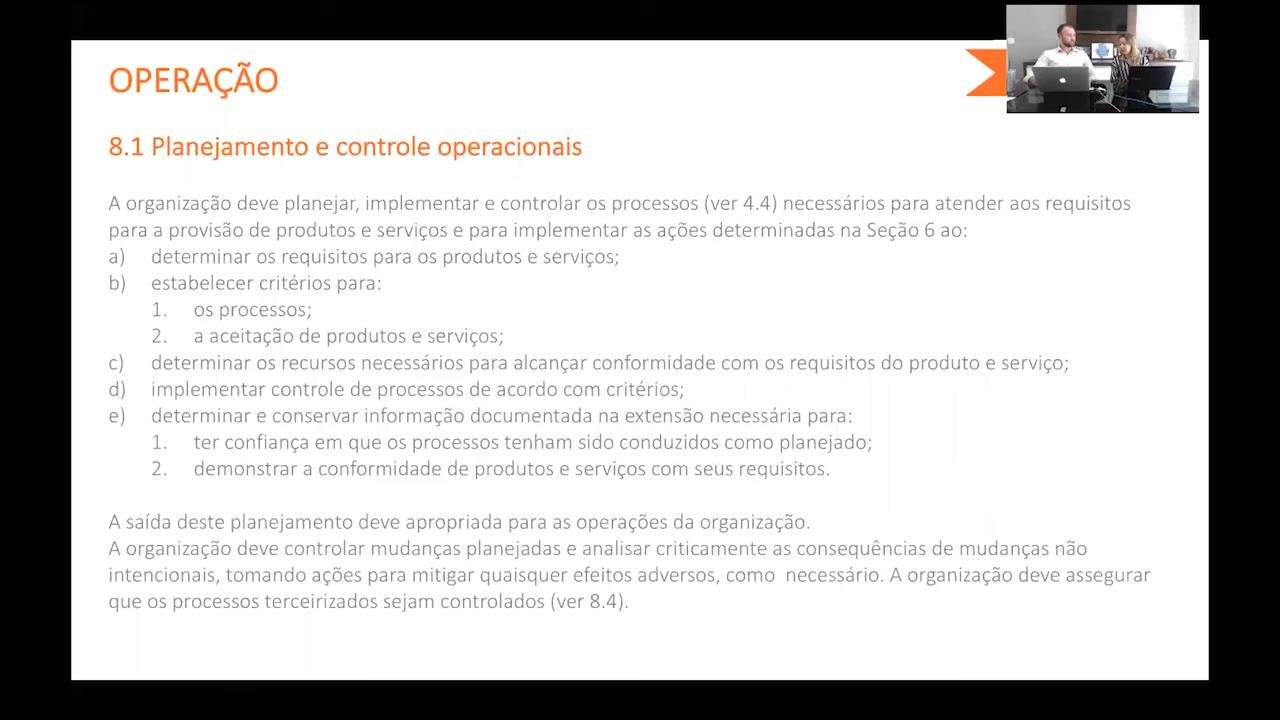 OPERAÇÃO
8.1 Planejamento e controle operacionais
A organização deve planejar, implementar e controlar os processos (ver 4.4) necessários para atender aos requisitos
para a provisão de produtos e serviços e para implementar as ações determinadas na Seção 6 ao:
a) determinar os requisitos para os produtos e serviços;
b) estabelecer critérios para:
1. os processos;
2. a aceitação de produtos e serviços;
c) determinar os recursos necessários para alcançar conformidade com os requisitos do produto e serviço;
d) implementar controle de processos de acordo com critérios;
e) determinar e conservar informação documentada na extensão necessária para:
1. ter confiança em que os processos tenham sido conduzidos como planejado;
2. demonstrar a conformidade de produtos e serviços com seus requisitos.
A saída deste planejamento deve apropriada para as operações da organização.
A organização deve controlar mudanças planejadas e analisar criticamente as consequências de mudanças não
intencionais, tomando ações para mitigar quaisquer efeitos adversos, como necessário. A organização deve assegurar
que os processos terceirizados sejam controlados (ver 8.4).